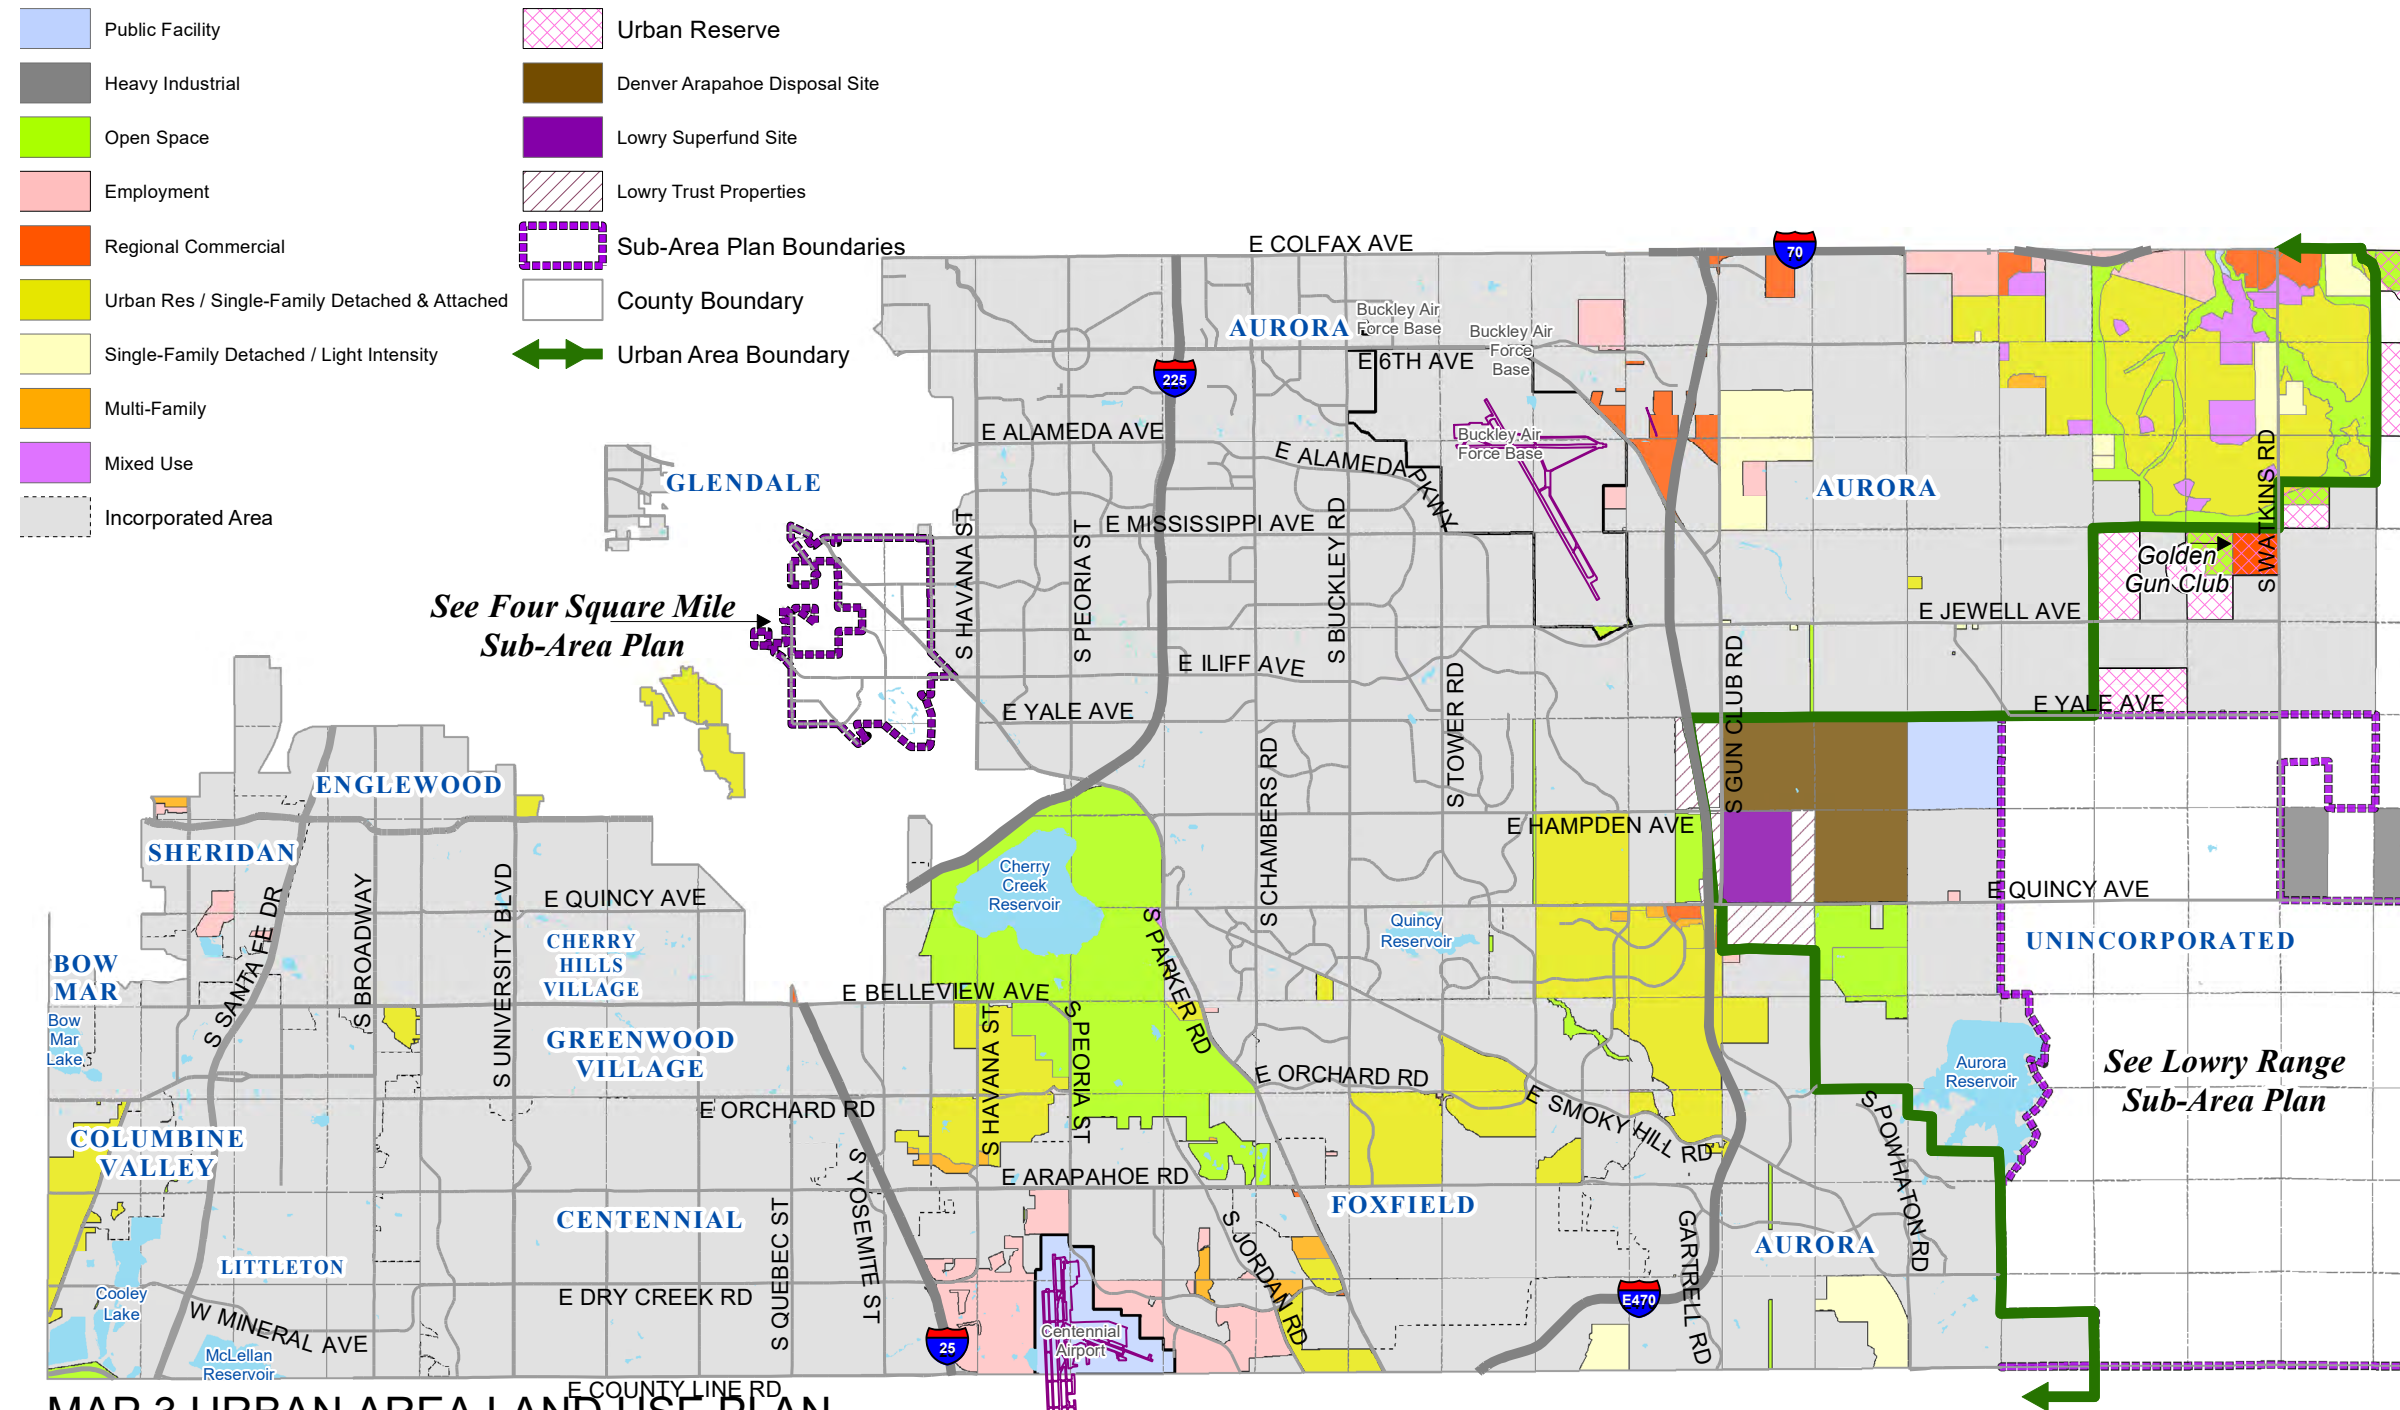 Public Facility
Heavy Industrial
Open Space
Employment
Regional Commercial
Urban Res / Single-Family Detached & Attached
Single-Family Detached / Light Intensity
Multi-Family
Mixed Use
Incorporated Area
Urban Reserve
Denver Arapahoe Disposal Site
Lowry Superfund Site
Lowry Trust Properties
Sub-Area Plan Boundaries
County Boundary
Urban Area Boundary
E COLFAX AVE
70
AURORA
Buckley Air
Force Base
Buckley Air
Force
Base
E 6TH AVE
225
E ALAMEDA AVE
E ALAMEDA PKWY
Buckley Air
Force Base
GLENDALE
AURORA
S WATKINS RD
E MISSISSIPPI AVE
S HAVANA ST
S PEORIA ST
S BUCKLEY RD
Golden
Gun Club
See Four Square Mile
Sub-Area Plan
E JEWELL AVE
E ILIFF AVE
S TOWER RD
S GUN CLUB RD
E YALE AVE
E YALE AVE
ENGLEWOOD
S CHAMBERS RD
E HAMPDEN AVE
SHERIDAN
Cherry
Creek
Reservoir
S SANTA FE DR
S BROADWAY
S UNIVERSITY BLVD
E QUINCY AVE
E QUINCY AVE
S PARKER RD
Quincy
Reservoir
CHERRY
HILLS
VILLAGE
UNINCORPORATED
BOW
MAR
E BELLEVIEW AVE
Bow
Mar
Lake
GREENWOOD
VILLAGE
S HAVANA ST
S PEORIA ST
Aurora
Reservoir
See Lowry Range
Sub-Area Plan
E ORCHARD RD
E ORCHARD RD
E SMOKY HILL RD
S POWHATON RD
COLUMBINE
VALLEY
S YOSEMITE ST
E ARAPAHOE RD
FOXFIELD
CENTENNIAL
S QUEBEC ST
S JORDAN RD
GARTRELL RD
AURORA
LITTLETON
E DRY CREEK RD
Cooley
Lake
W MINERAL AVE
E470
Centennial
Airport
25
McLellan
Reservoir
E COUNTY LINE RD
MAP 3 URBAN AREA LAND USE PLAN